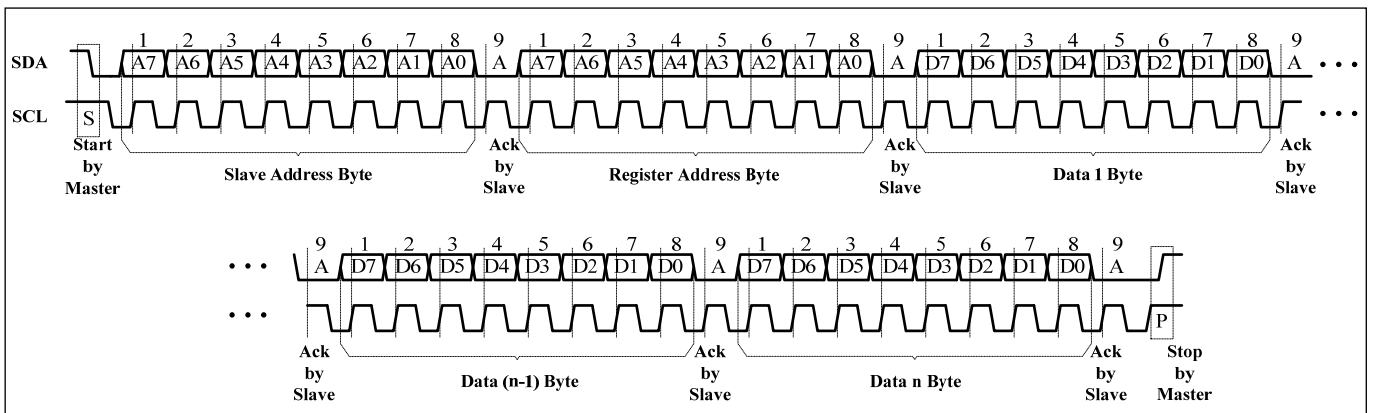 1 2 3 4 5 6 7 8 9 1 2 3 4 5 6 7 8 9 1 2 3 4 5 6 7 8 9
SDA A7 A6 A5 A4 A3 A2 A1 A0 A A7 A6 A5 A4 A3 A2 A1 A0 A D7 D6 D5 D4 D3 D2 D1 D0 A • • •
SCL S • • •
Start by Master
Slave Address Byte
Ack by Slave
Register Address Byte
Ack by Slave
Data 1 Byte
Ack by Slave
9 1 2 3 4 5 6 7 8 9 1 2 3 4 5 6 7 8 9
• • • A D7 D6 D5 D4 D3 D2 D1 D0 A D7 D6 D5 D4 D3 D2 D1 D0 A
• • • P
Ack by Slave
Data (n-1) Byte
Ack by Slave
Data n Byte
Ack by Slave
Stop by Master